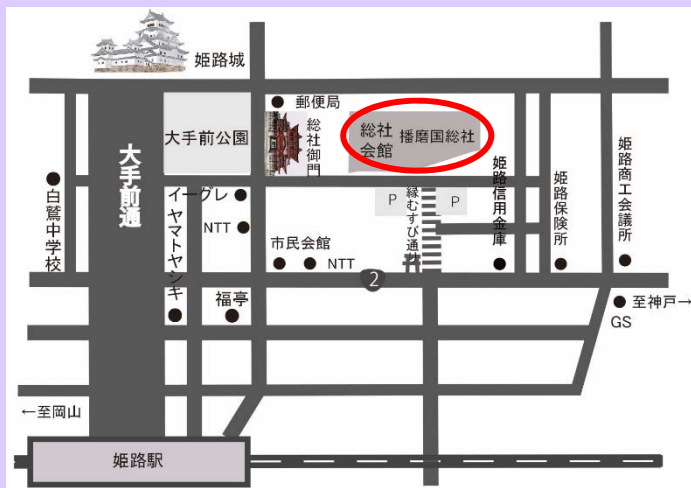 姫路城
郵便局
大手前公園
総社御門
総社
会館
播磨国総社
大手前通
白鷺中学校
イーグレ
NTT
ヤマトヤシキ
福亭
市民会館
NTT
P
P
縁むすび通り
姫路信用金庫
姫路保険所
姫路商工会議所
2
至神戸→
GS
←至岡山
姫路駅